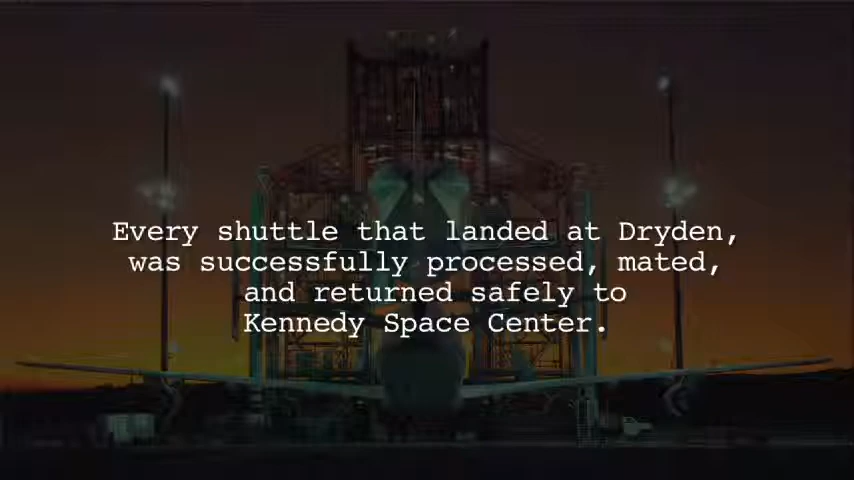 Every shuttle that landed at Dryden,
was successfully processed, mated,
and returned safely to
Kennedy Space Center.